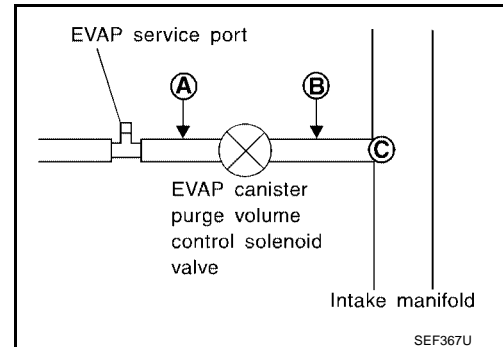 EVAP service port
A
B
C
EVAP canister
purge volume
control solenoid
valve
Intake manifold
SEF367U